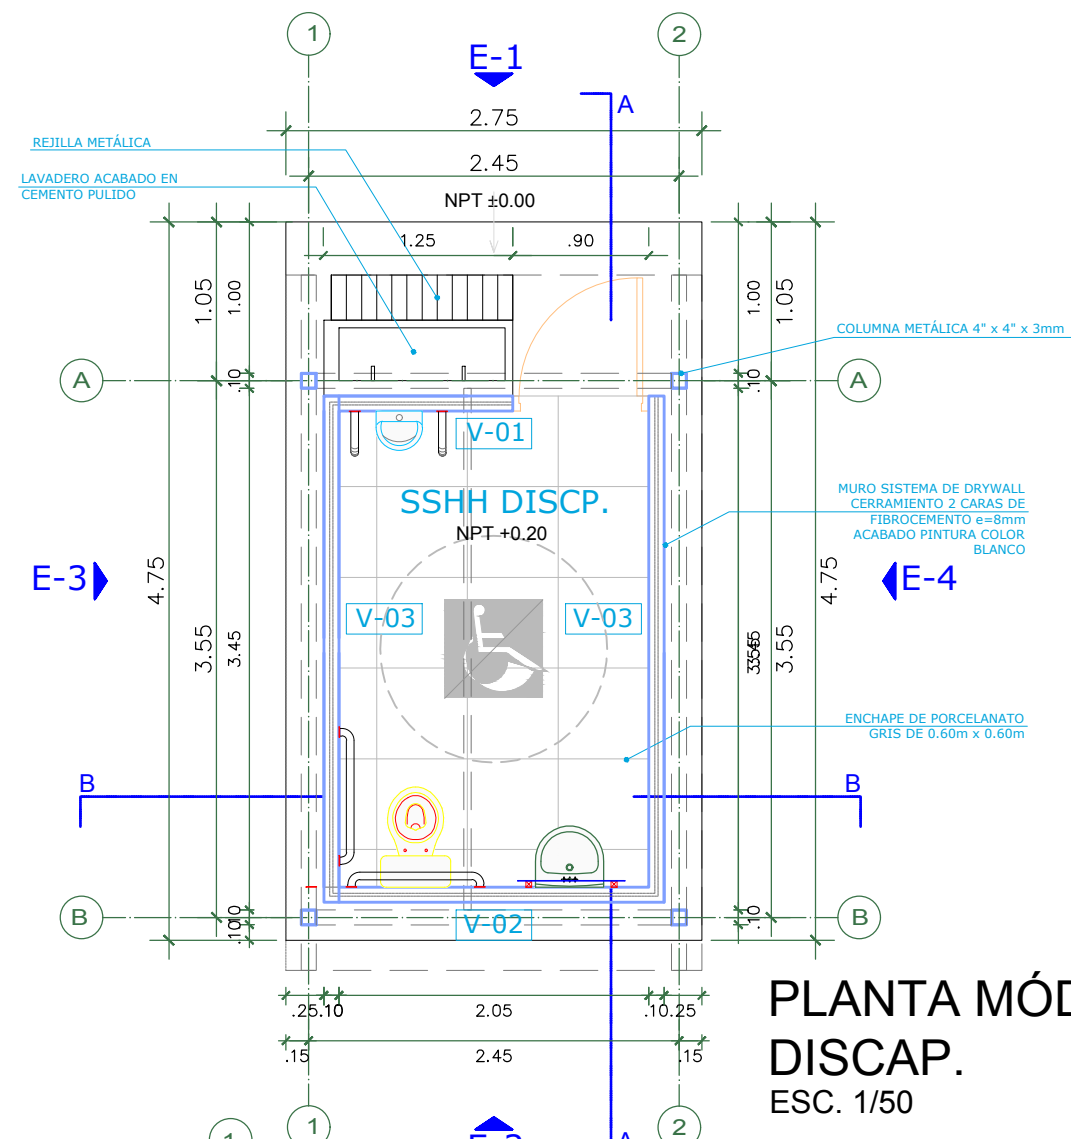 1
2
E-1
A
2.75
REJILLA METÁLICA
2.45
LAVADERO ACABADO EN
CEMENTO PULIDO
NPT ±0.00
1.25
.90
1.05
1.00
1.00
1.05
COLUMNA METÁLICA 4" x 4" x 3mm
A
.10
.10
A
V-01
MURO SISTEMA DE DRYWALL
CERRAMIENTO 2 CARAS DE
FIBROCEMENTO e=8mm
ACABADO PINTURA COLOR
BLANCO
SSHH DISCP.
NPT +0.20
E-3
4.75
4.75
E-4
V-03
V-03
3.55
3.45
3.55
ENCHAPE DE PORCELANATO
GRIS DE 0.60m x 0.60m
B
B
B
.10
.10
V-02
.10
B
.25
.10
2.05
.10
.25
PLANTA MÓD
DISCAP.
ESC. 1/50
.15
2.45
.15
1
1
2
A